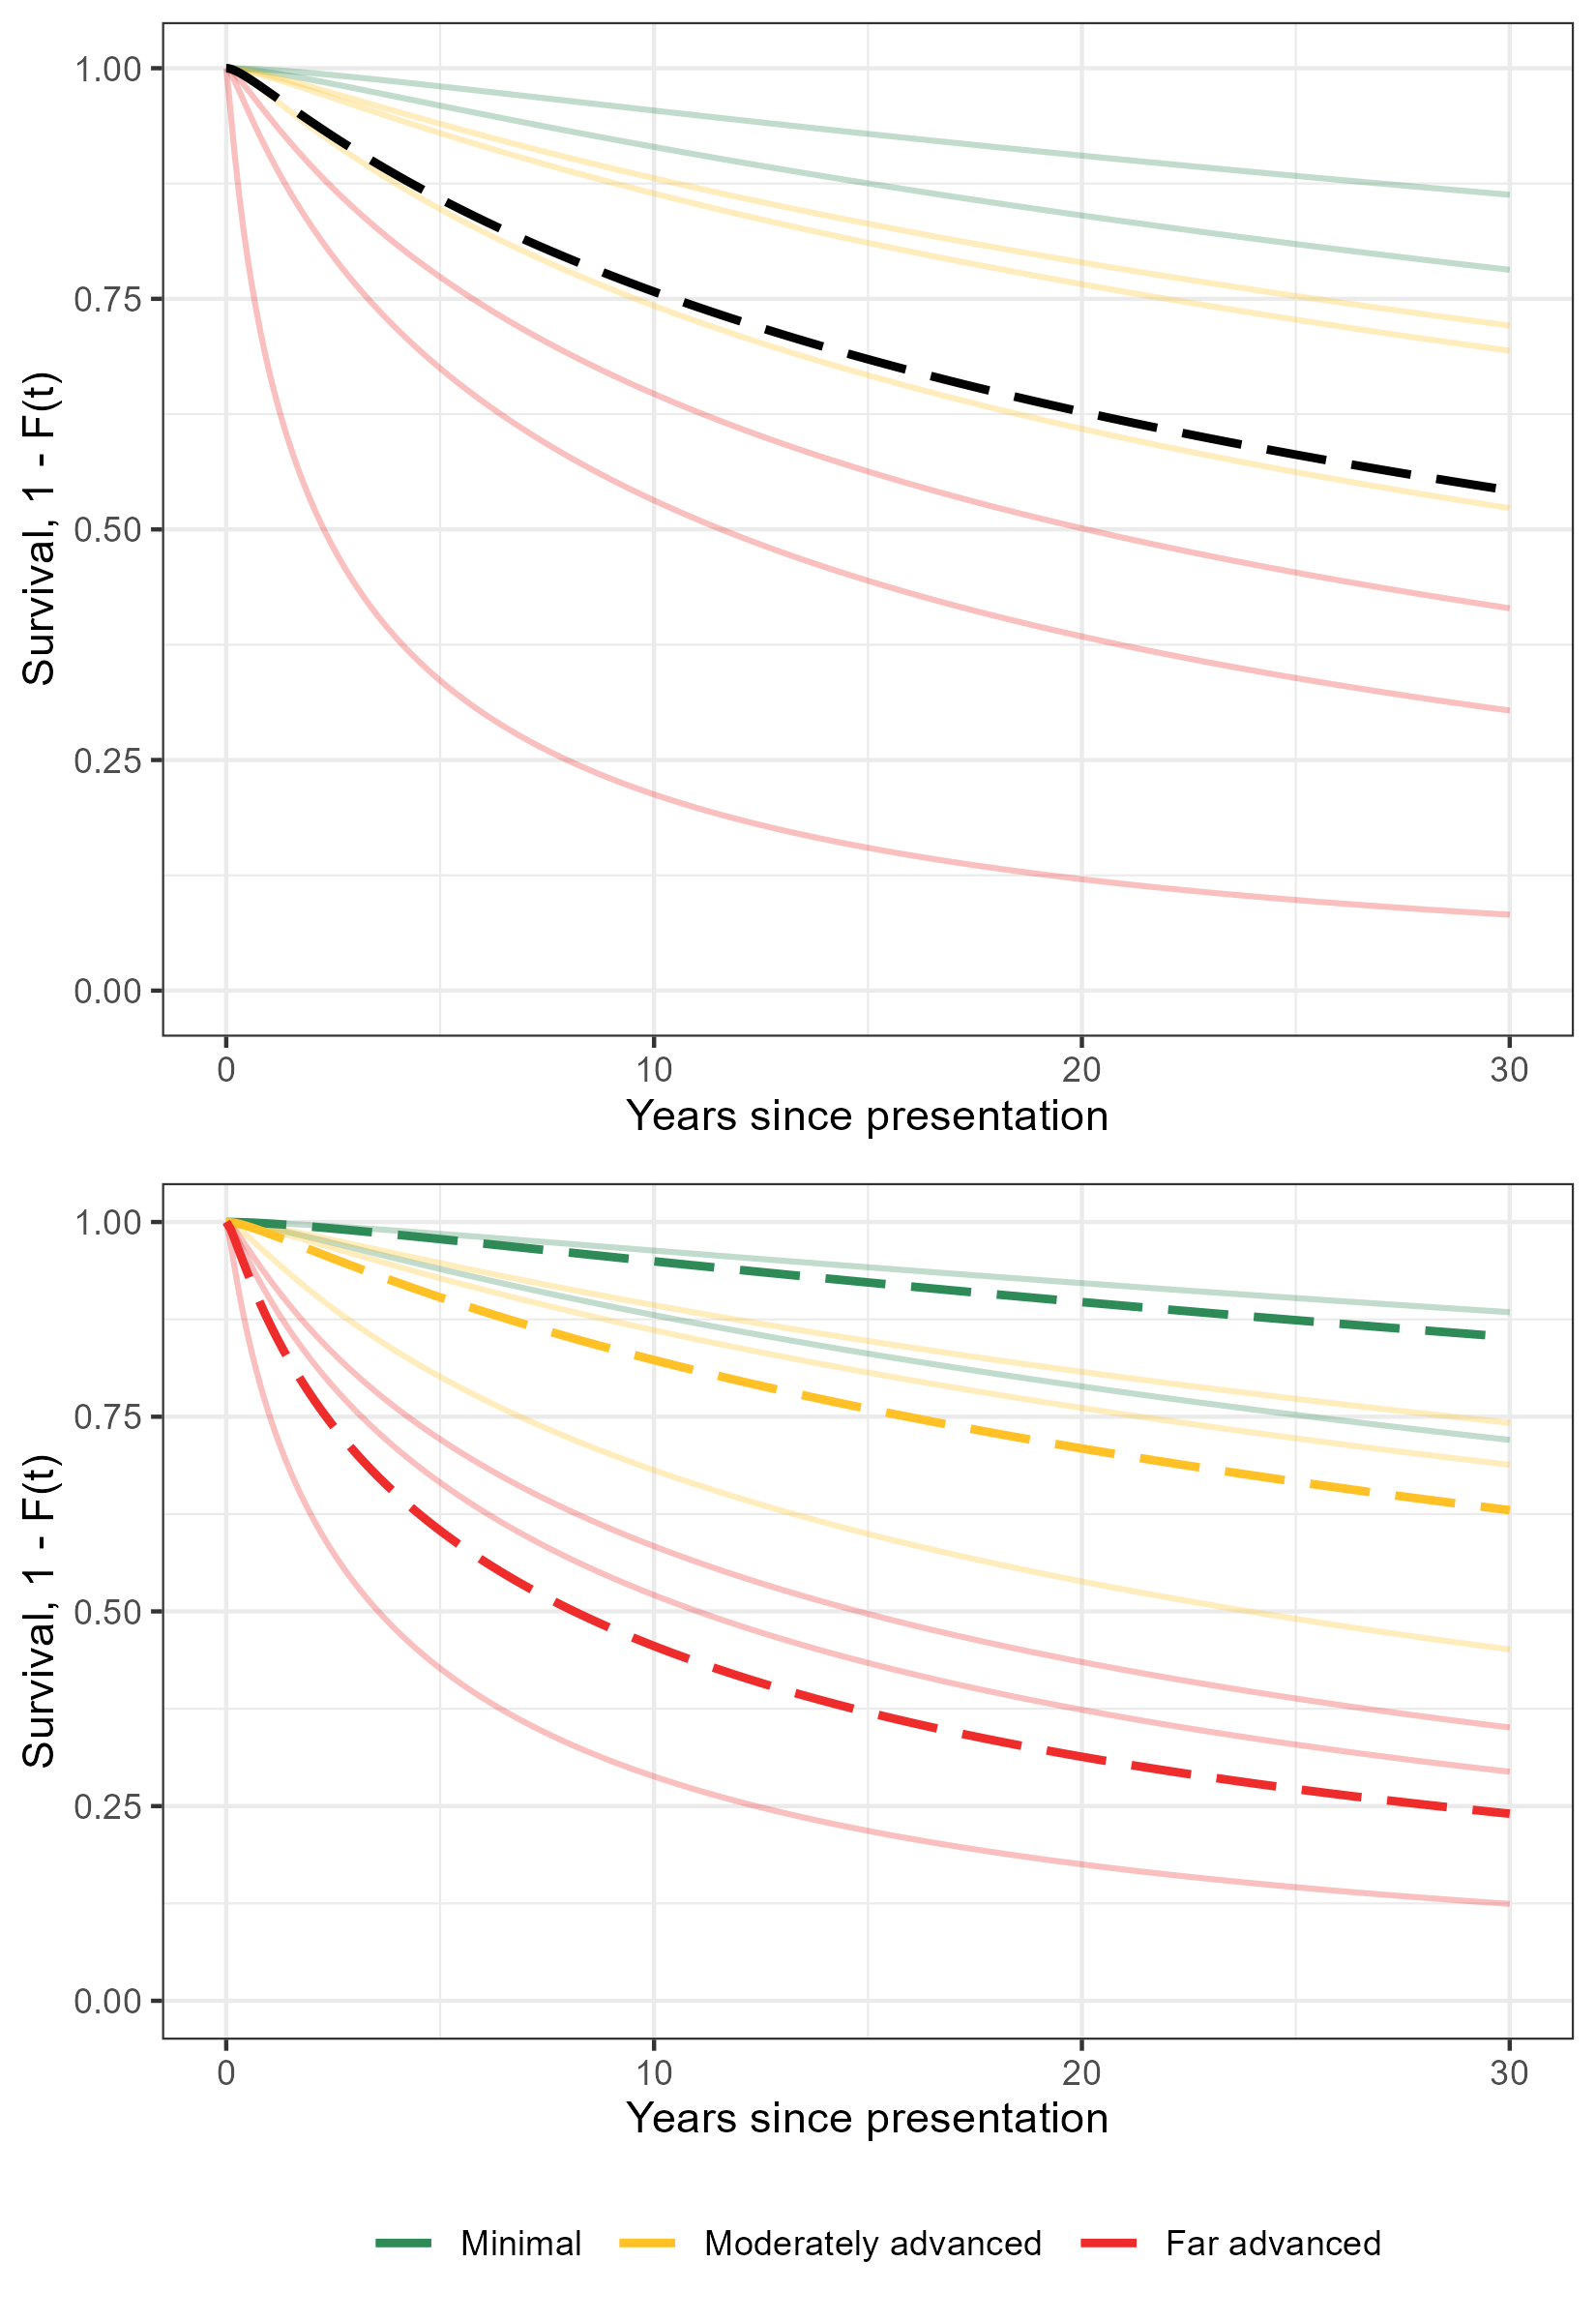 Survival, 1 - F(t)
1.00
0.75
0.50
0.25
0.00
0 10 20 30
Years since presentation
Survival, 1 - F(t)
1.00
0.75
0.50
0.25
0.00
0 10 20 30
Years since presentation
Minimal Moderately advanced Far advanced